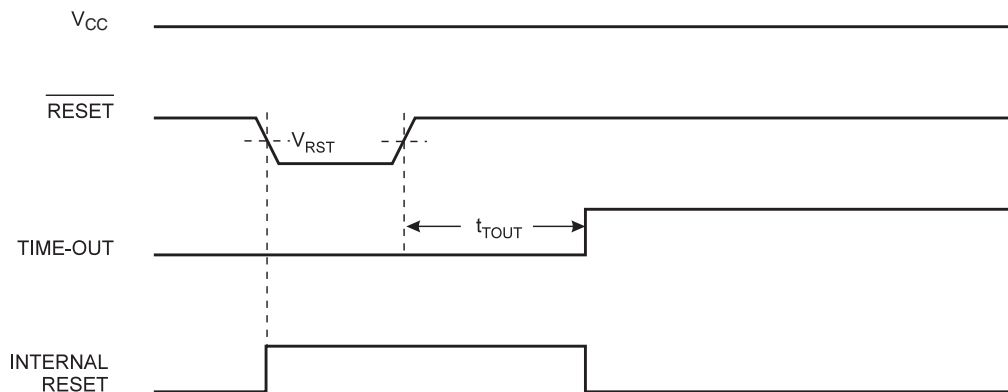 VCC
RESET
VRST
tTOUT
TIME-OUT
INTERNAL
RESET